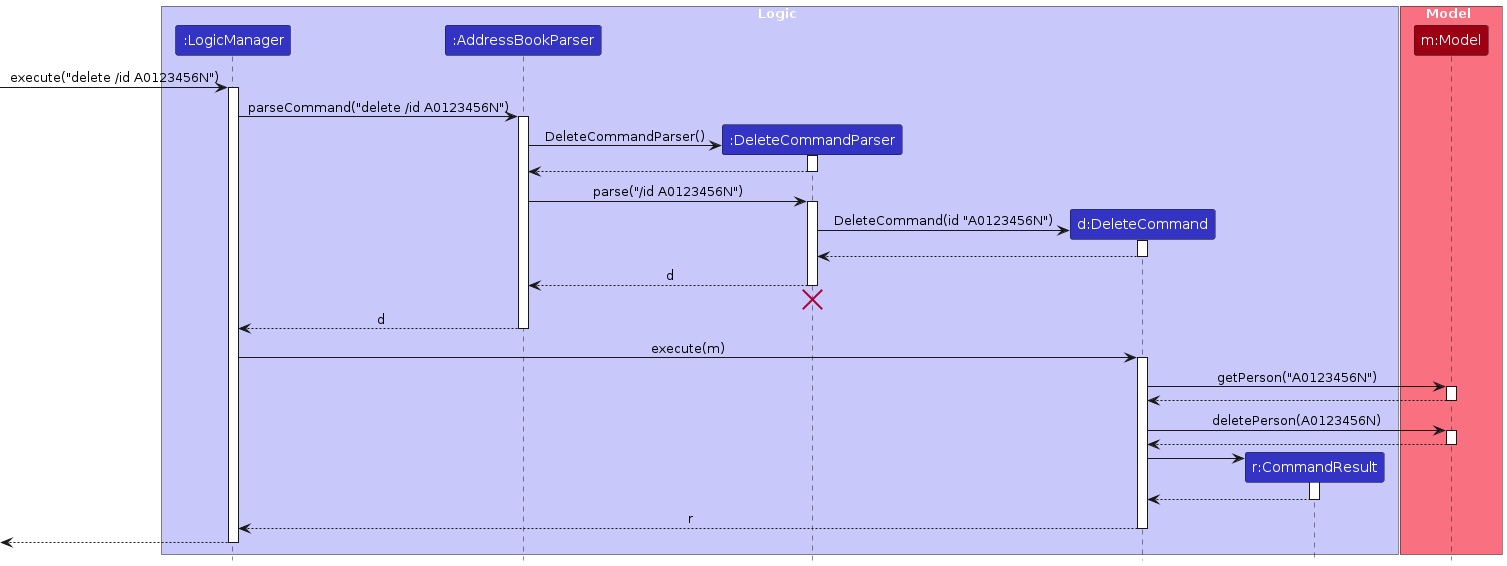 Logic
Model
:LogicManager
:AddressBookParser
m:Model
execute("delete /id A0123456N")
parseCommand("delete /id A0123456N")
DeleteCommandParser()
:DeleteCommandParser
parse("/id A0123456N")
DeleteCommand(id "A0123456N")
d:DeleteCommand
d
d
execute(m)
getPerson("A0123456N")
deletePerson(A0123456N)
r:CommandResult
r